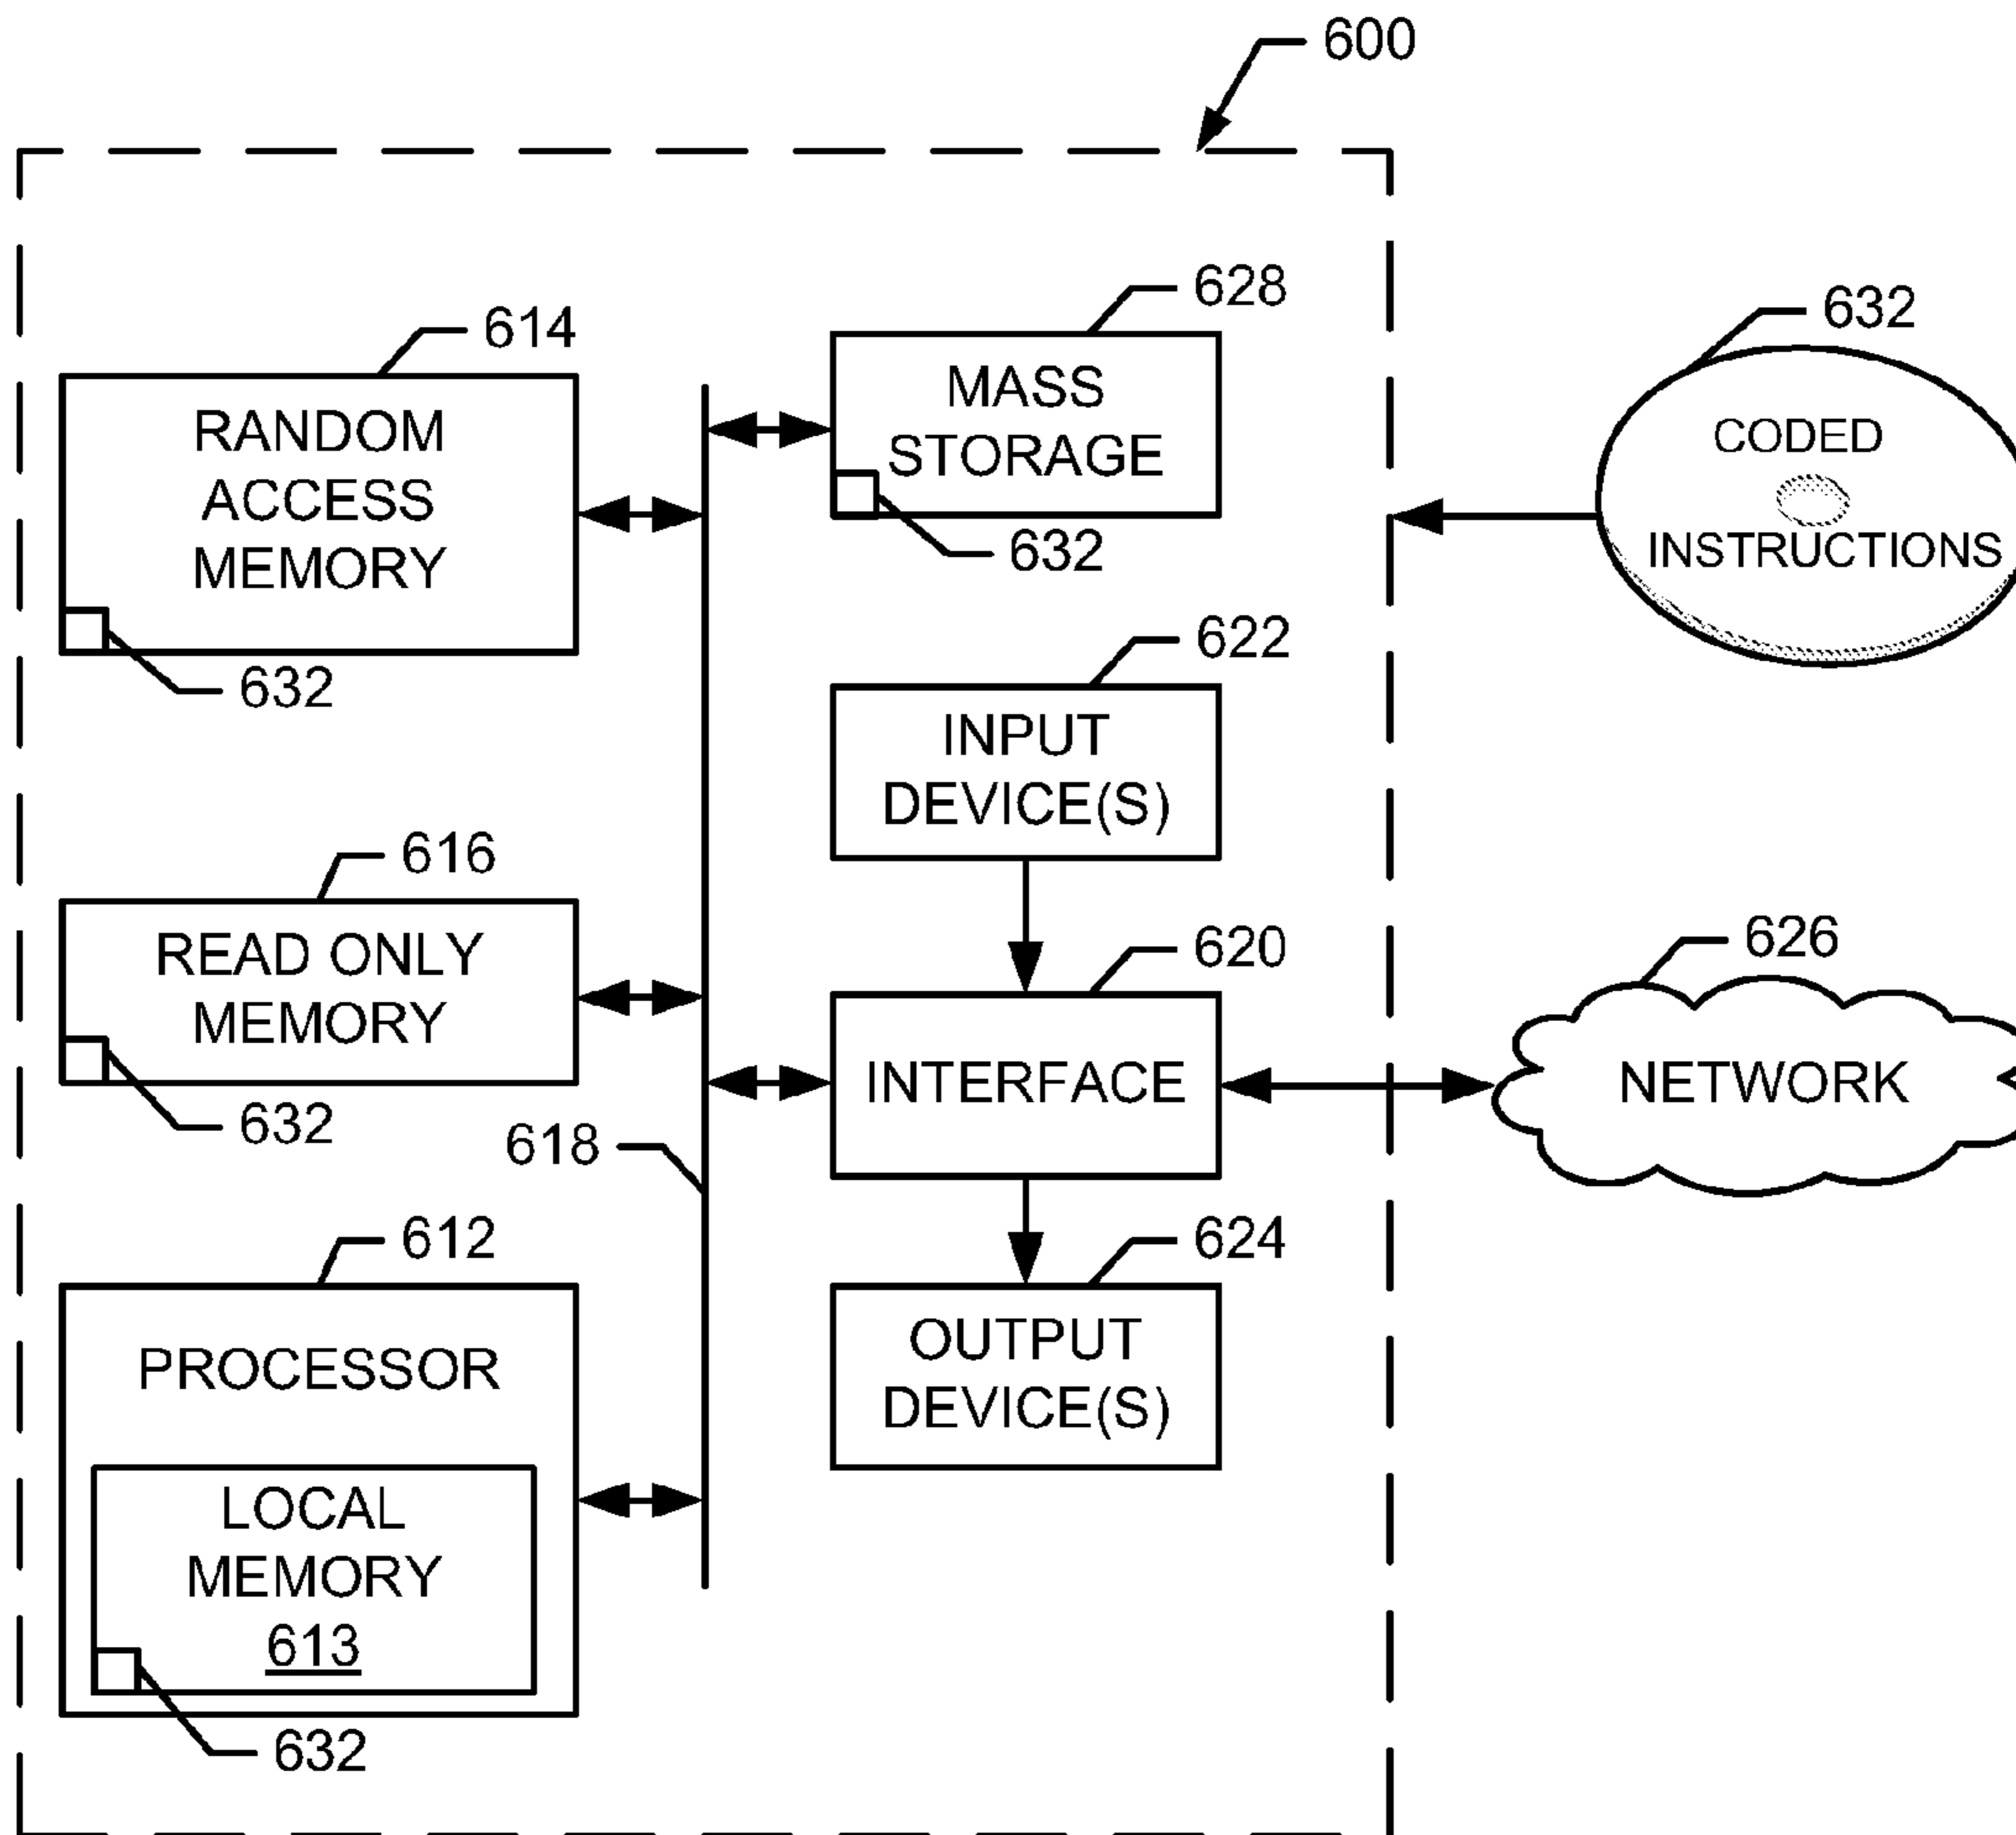 600
628
MASS
STORAGE
632
614
RANDOM
ACCESS
MEMORY
632
632
CODED
INSTRUCTIONS
622
INPUT
DEVICE(S)
616
READ ONLY
MEMORY
632
620
INTERFACE
626
NETWORK
618
612
PROCESSOR
LOCAL
MEMORY
613
632
624
OUTPUT
DEVICE(S)